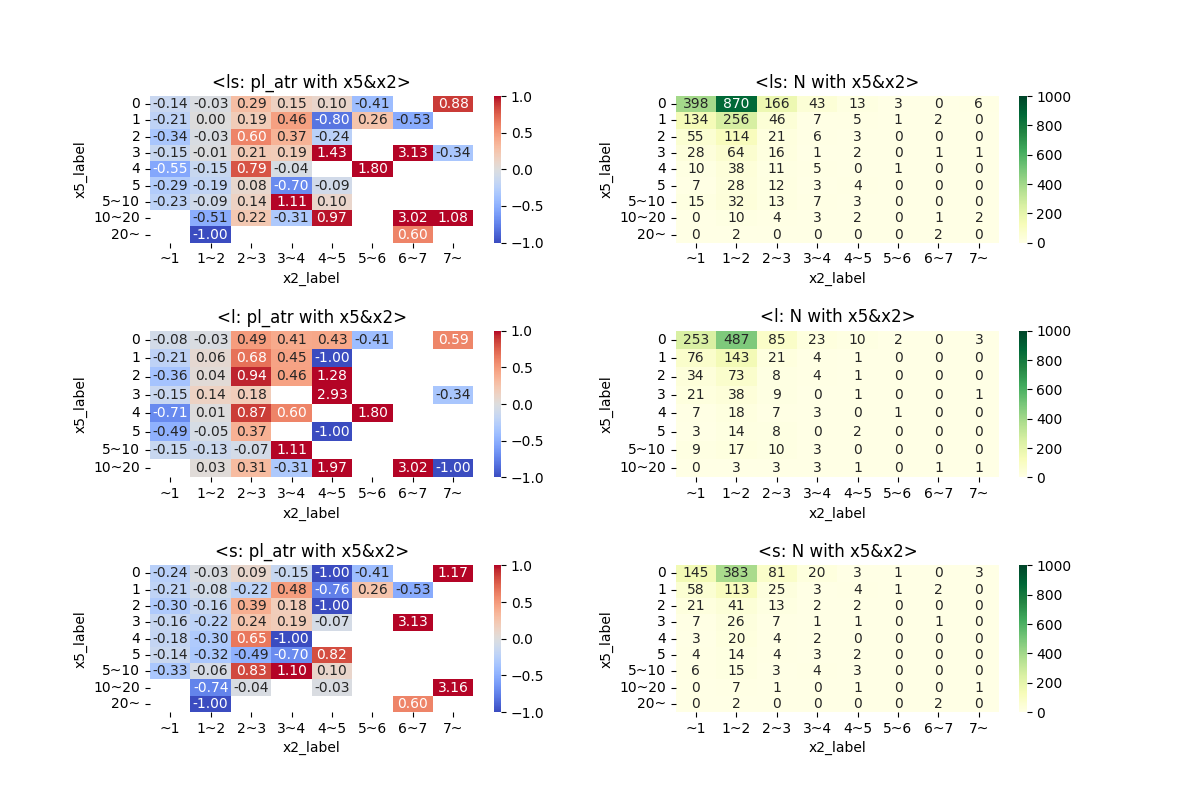 <ls: pl_atr with x5&x2>
0 -0.14 -0.03 0.29 0.15 0.10 -0.41 0.88
1 -0.21 0.00 0.19 0.46 -0.80 0.26 -0.53
2 -0.34 -0.03 0.60 0.37 -0.24
3 -0.15 -0.01 0.21 0.19 1.43 3.13 -0.34
4 -0.55 -0.15 0.79 -0.04 1.80
5 -0.29 -0.19 0.08 -0.70 -0.09
5~10 -0.23 -0.09 0.14 1.11 0.10
10~20 -0.51 0.22 -0.31 0.97 3.02 1.08
20~ -1.00 0.60
~1 1~2 2~3 3~4 4~5 5~6 6~7 7~
x2_label
x5_label
1.0
0.5
0.0
−0.5
−1.0
<ls: N with x5&x2>
0 398 870 166 43 13 3 0 6
1 134 256 46 7 5 1 2 0
2 55 114 21 6 3 0 0 0
3 28 64 16 1 2 0 1 1
4 10 38 11 5 0 1 0 0
5 7 28 12 3 4 0 0 0
5~10 15 32 13 7 3 0 0 0
10~20 0 10 4 3 2 0 1 2
20~ 0 2 0 0 0 0 2 0
~1 1~2 2~3 3~4 4~5 5~6 6~7 7~
x2_label
x5_label
1000
800
600
400
200
0
<l: pl_atr with x5&x2>
0 -0.08 -0.03 0.49 0.41 0.43 -0.41 0.59
1 -0.21 0.06 0.68 0.45 -1.00
2 -0.36 0.04 0.94 0.46 1.28
3 -0.15 0.14 0.18 2.93 -0.34
4 -0.71 0.01 0.87 0.60 1.80
5 -0.49 -0.05 0.37 -1.00
5~10 -0.15 -0.13 -0.07 1.11
10~20 0.03 0.31 -0.31 1.97 3.02 -1.00
~1 1~2 2~3 3~4 4~5 5~6 6~7 7~
x2_label
x5_label
1.0
0.5
0.0
−0.5
−1.0
<l: N with x5&x2>
0 253 487 85 23 10 2 0 3
1 76 143 21 4 1 0 0 0
2 34 73 8 4 1 0 0 0
3 21 38 9 0 1 0 0 1
4 7 18 7 3 0 1 0 0
5 3 14 8 0 2 0 0 0
5~10 9 17 10 3 0 0 0 0
10~20 0 3 3 3 1 0 1 1
~1 1~2 2~3 3~4 4~5 5~6 6~7 7~
x2_label
x5_label
1000
800
600
400
200
0
<s: pl_atr with x5&x2>
0 -0.24 -0.03 0.09 -0.15 -1.00 -0.41 1.17
1 -0.21 -0.08 -0.22 0.48 -0.76 0.26 -0.53
2 -0.30 -0.16 0.39 0.18 -1.00
3 -0.16 -0.22 0.24 0.19 -0.07 3.13
4 -0.18 -0.30 0.65 -1.00
5 -0.14 -0.32 -0.49 -0.70 0.82
5~10 -0.33 -0.06 0.83 1.10 0.10
10~20 -0.74 -0.04 -0.03 3.16
20~ -1.00 0.60
~1 1~2 2~3 3~4 4~5 5~6 6~7 7~
x2_label
x5_label
1.0
0.5
0.0
−0.5
−1.0
<s: N with x5&x2>
0 145 383 81 20 3 1 0 3
1 58 113 25 3 4 1 2 0
2 21 41 13 2 2 0 0 0
3 7 26 7 1 1 0 1 0
4 3 20 4 2 0 0 0 0
5 4 14 4 3 2 0 0 0
5~10 6 15 3 4 3 0 0 0
10~20 0 7 1 0 1 0 0 1
20~ 0 2 0 0 0 0 2 0
~1 1~2 2~3 3~4 4~5 5~6 6~7 7~
x2_label
x5_label
1000
800
600
400
200
0